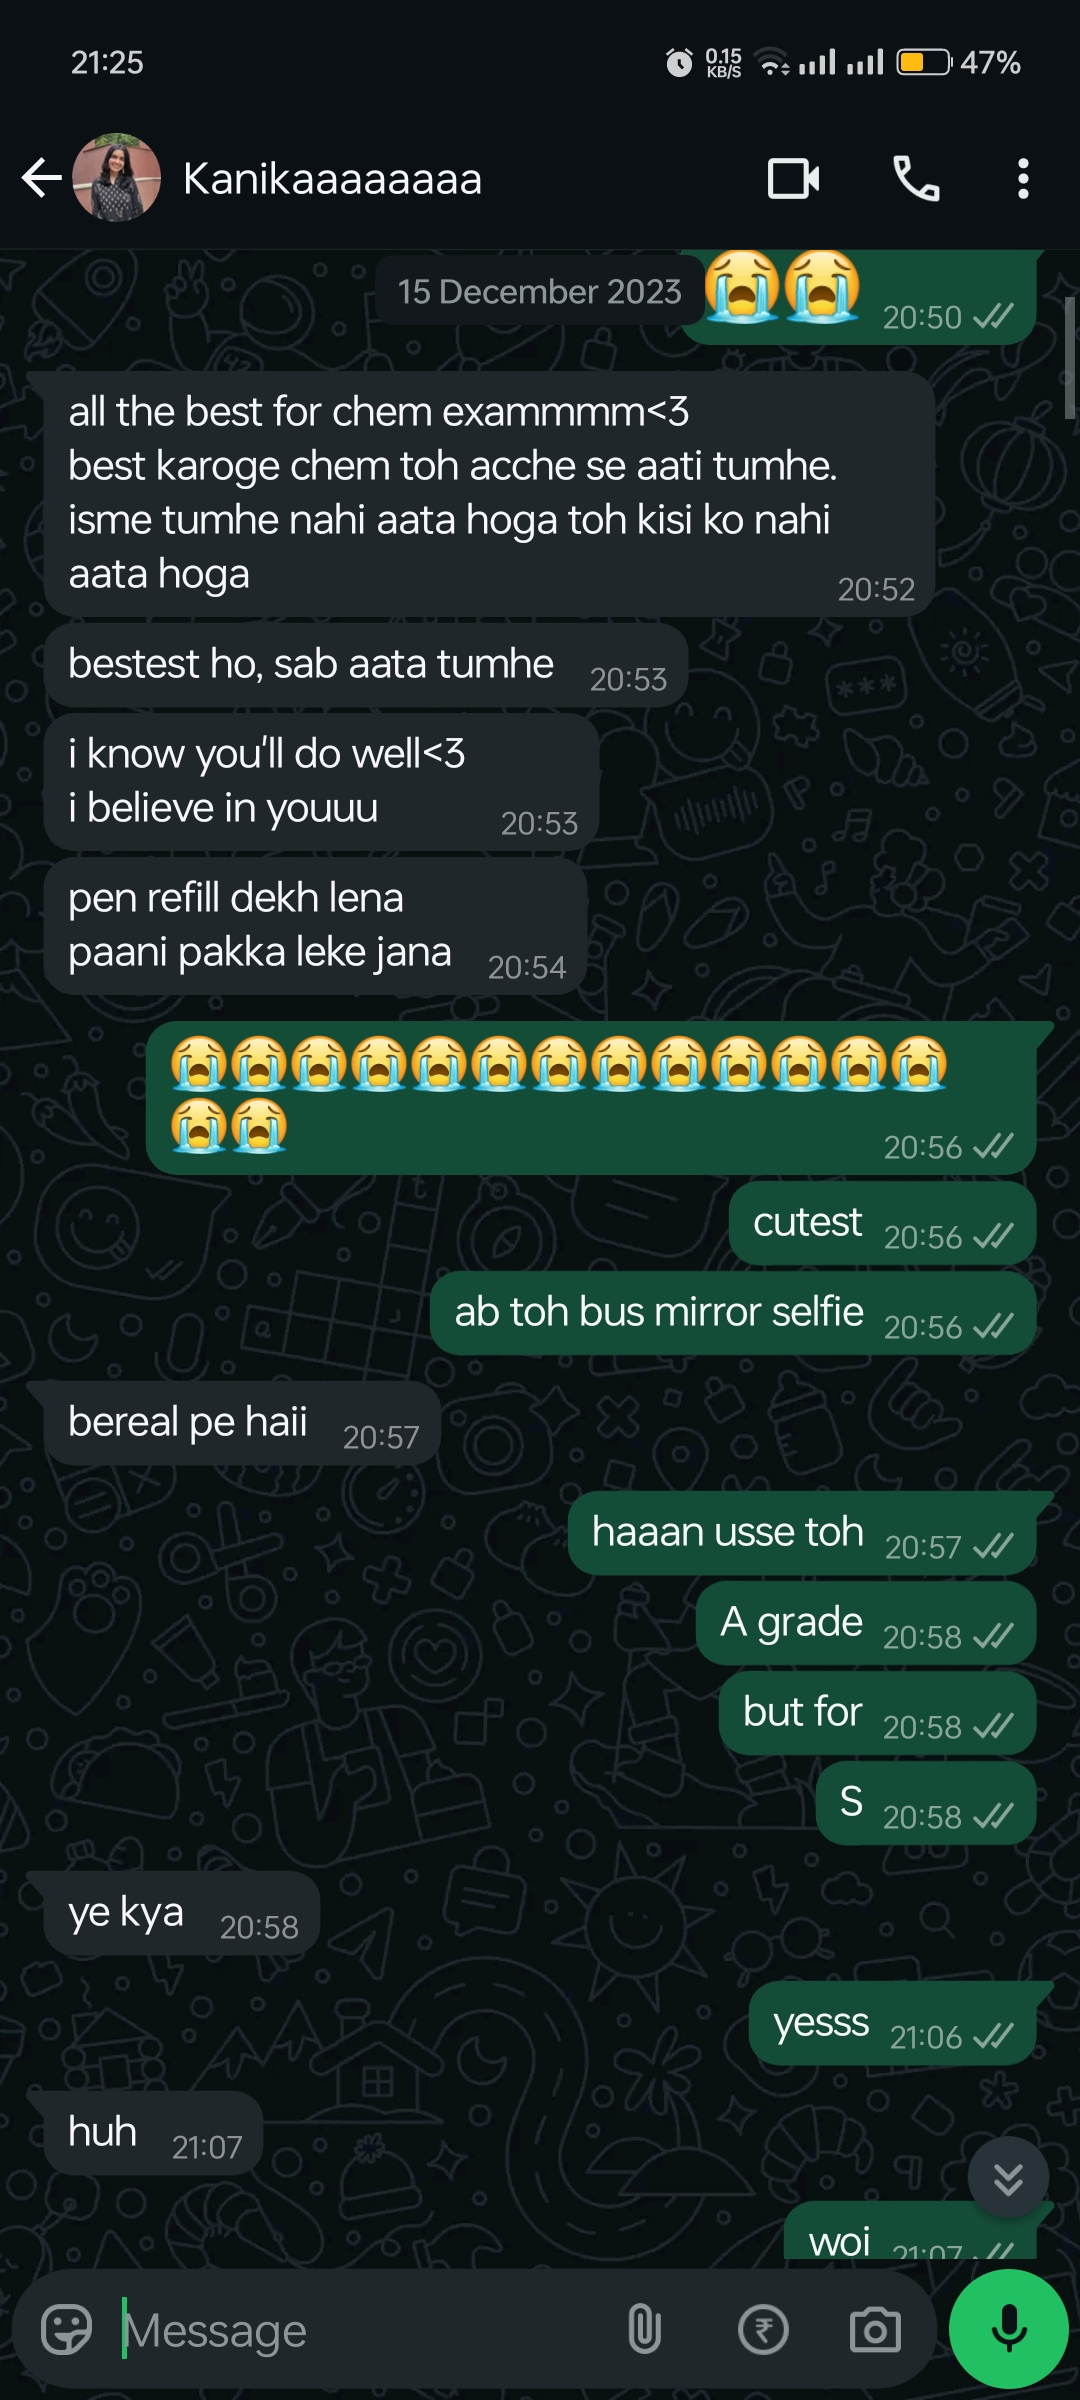 21:25
0.15
KB/S
47%
Kanikaaaaaaaa
15 December 2023
😭😭 20:50
all the best for chem exammmm<3
best karoge chem toh acche se aati tumhe.
isme tumhe nahi aata hoga toh kisi ko nahi
aata hoga
20:52
bestest ho, sab aata tumhe 20:53
i know you'll do well<3
i believe in youuu 20:53
pen refill dekh lena
paani pakka leke jana 20:54
😭😭😭😭😭😭😭😭😭😭😭😭😭
😭😭 20:56
cutest 20:56
ab toh bus mirror selfie 20:56
bereal pe haii 20:57
haaan usse toh 20:57
A grade 20:58
but for 20:58
S 20:58
ye kya 20:58
yesss 21:06
huh 21:07
woi 21:07
Message